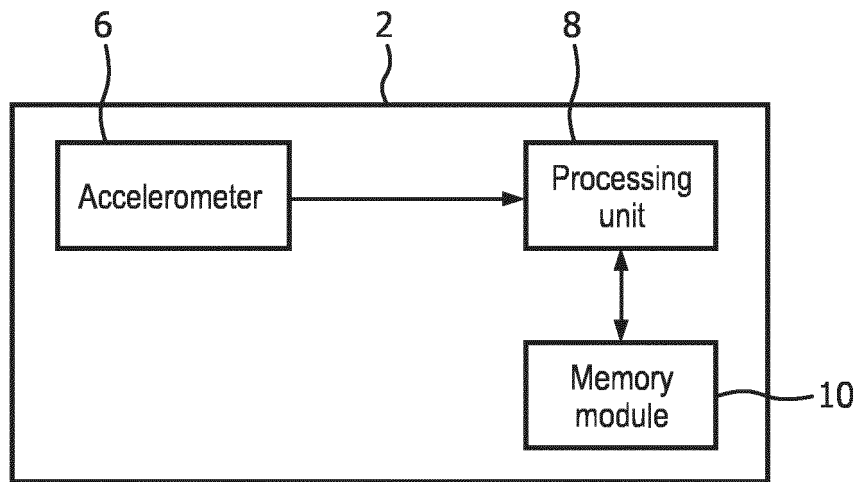 6
2
8
Accelerometer
Processing
unit
Memory
module
10